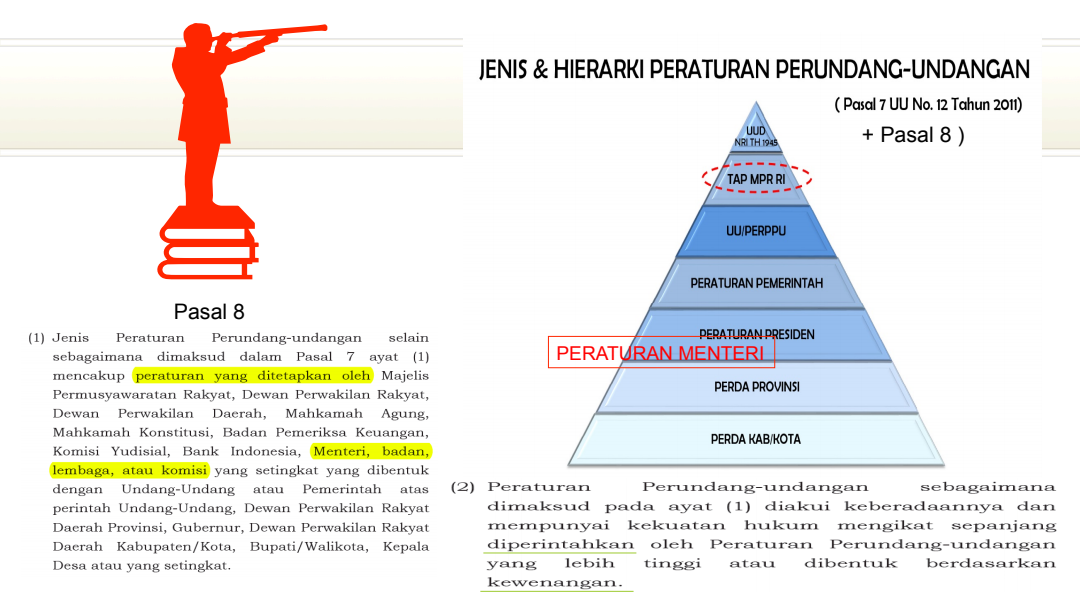 JENIS & HIERARKI PERATURAN PERUNDANG-UNDANGAN
( Pasal 7 UU No. 12 Tahun 2011)
+ Pasal 8 )
UUD
NRI TH 1945
TAP MPR RI
UU/PERPPU
PERATURAN PEMERINTAH
PERATURAN PRESIDEN
PERATURAN MENTERI
PERDA PROVINSI
PERDA KAB/KOTA
Pasal 8
(1) Jenis Peraturan Perundang-undangan selain
sebagaimana dimaksud dalam Pasal 7 ayat (1)
mencakup peraturan yang ditetapkan oleh Majelis
Permusyawaratan Rakyat, Dewan Perwakilan Rakyat,
Dewan Perwakilan Daerah, Mahkamah Agung,
Mahkamah Konstitusi, Badan Pemeriksa Keuangan,
Komisi Yudisial, Bank Indonesia, Menteri, badan,
lembaga, atau komisi yang setingkat yang dibentuk
dengan Undang-Undang atau Pemerintah atas
perintah Undang-Undang, Dewan Perwakilan Rakyat
Daerah Provinsi, Gubernur, Dewan Perwakilan Rakyat
Daerah Kabupaten/Kota, Bupati/Walikota, Kepala
Desa atau yang setingkat.
(2) Peraturan Perundang-undangan sebagaimana
dimaksud pada ayat (1) diakui keberadaannya dan
mempunyai kekuatan hukum mengikat sepanjang
diperintahkan oleh Peraturan Perundang-undangan
yang lebih tinggi atau dibentuk berdasarkan
kewenangan.